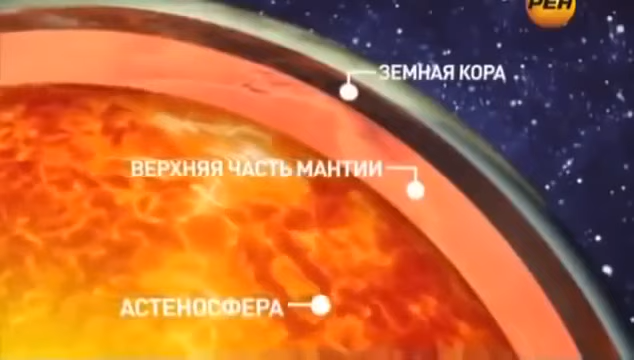 РЕН
ЗЕМНАЯ КОРА
ВЕРХНЯЯ ЧАСТЬ МАНТИИ
АСТЕНОСФЕРА